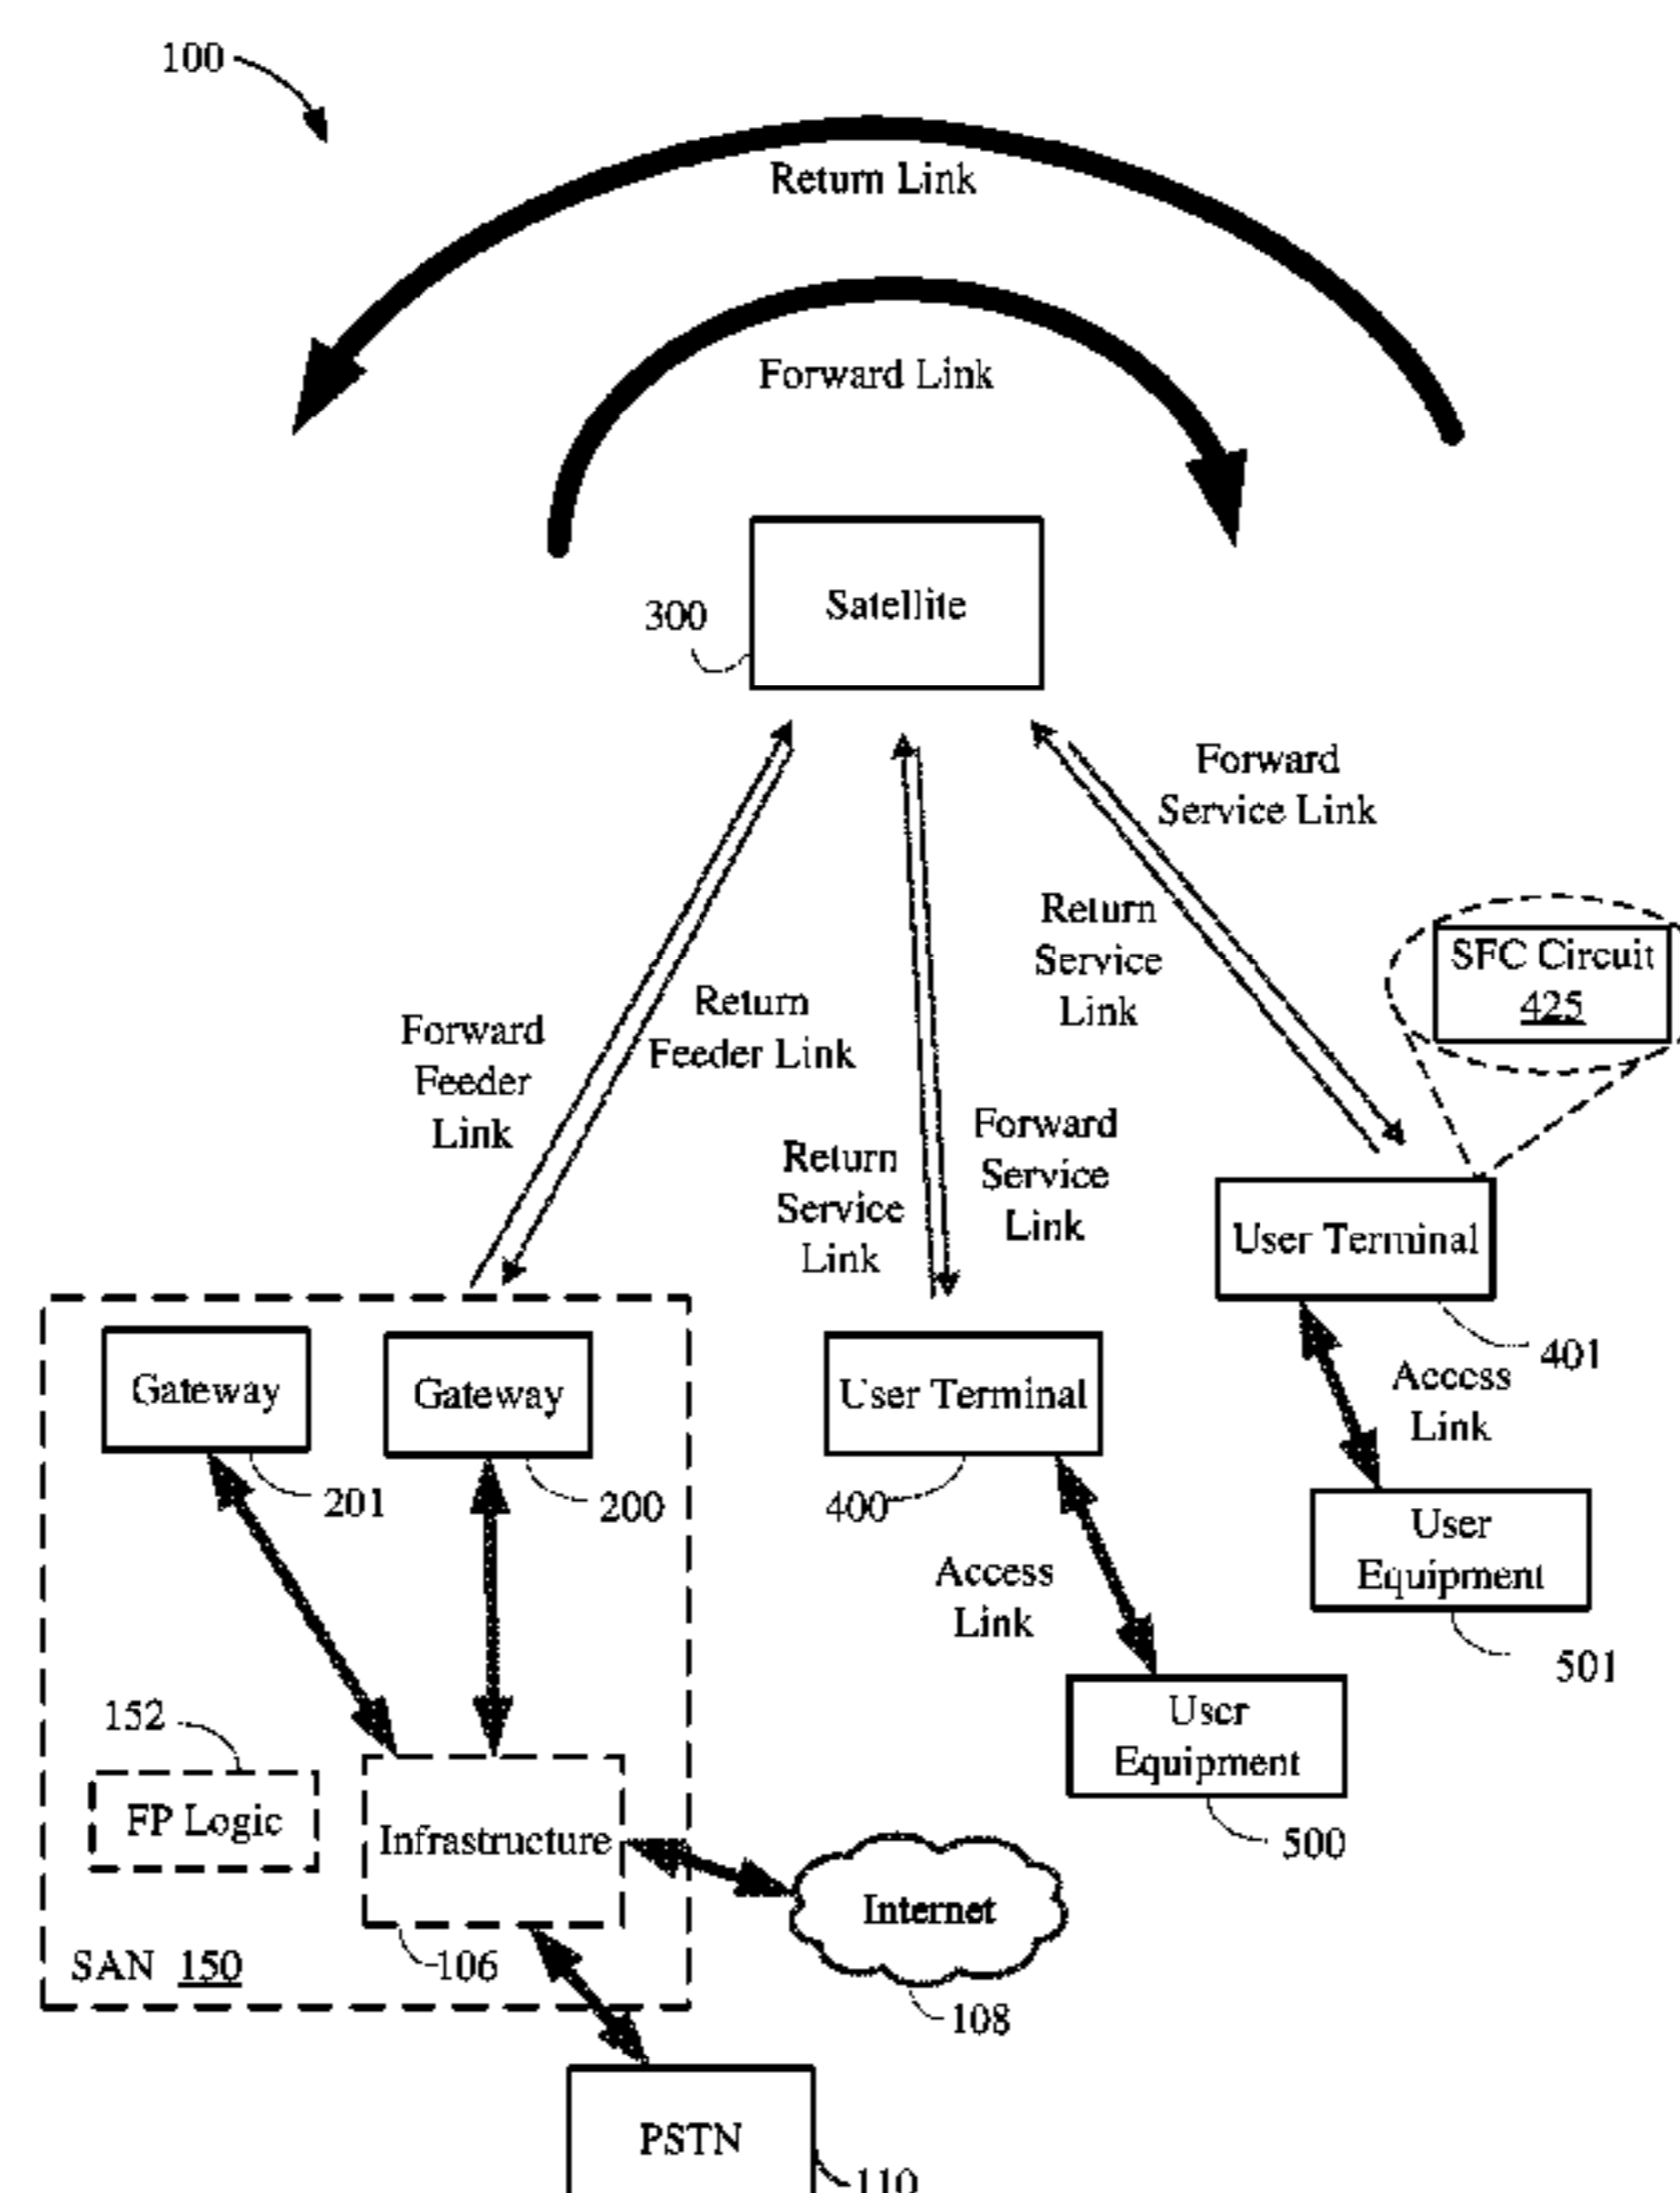 100
Return Link
Forward Link
Satellite
300
Forward
Service Link
Return
Service
Link
SFC Circuit
425
Return
Feeder Link
Forward
Feeder
Link
Forward
Service
Link
Return
Service
Link
User Terminal
401
Access
Link
Gateway
Gateway
User Terminal
201
200
400
User
Equipment
501
Access
Link
User
Equipment
500
152
FP Logic
Infrastructure
Internet
SAN 150
106
108
PSTN
110